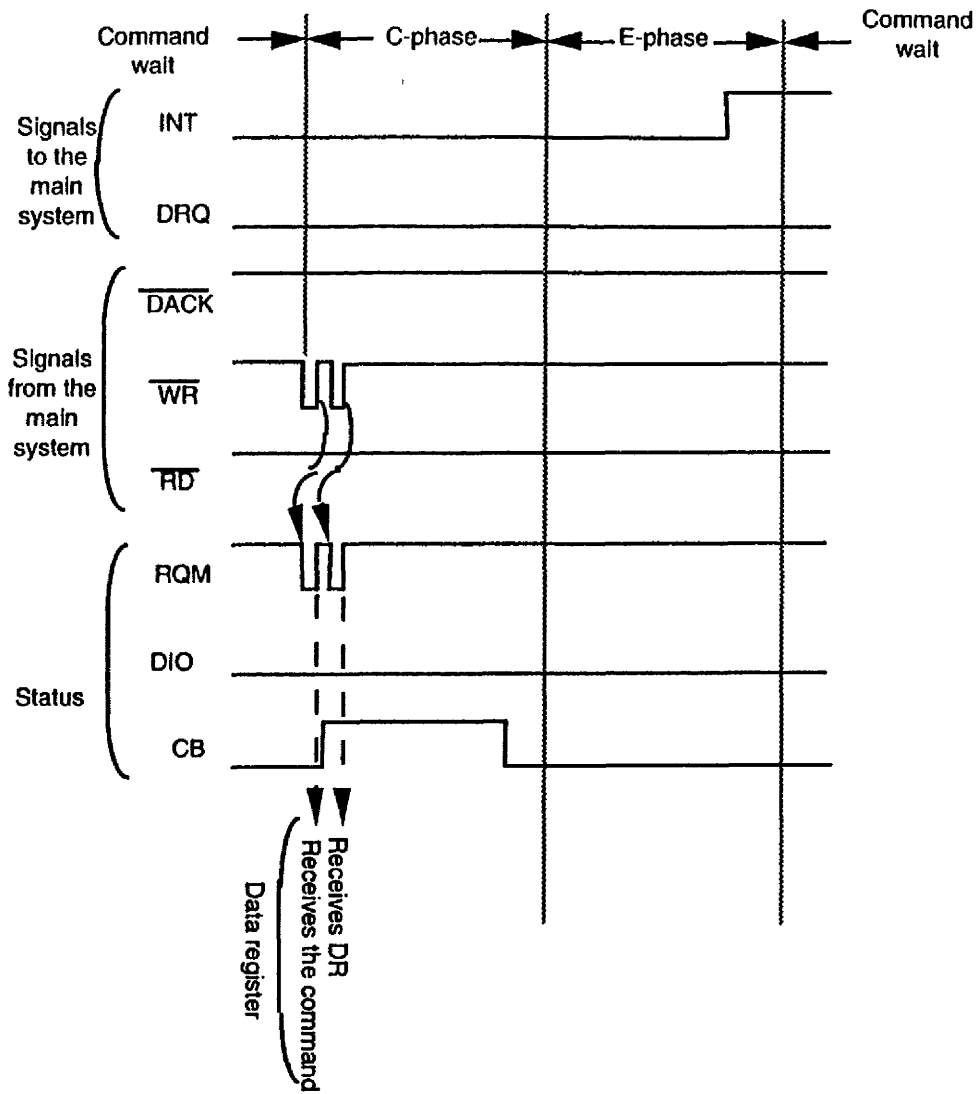 Command
wait
C-phase
E-phase
Command
wait
Signals
to the
main
system
INT
DRQ
DACK
Signals
from the
main
system
WR
RD
Status
RQM
DIO
CB
Receives DR
Receives the command
Data register